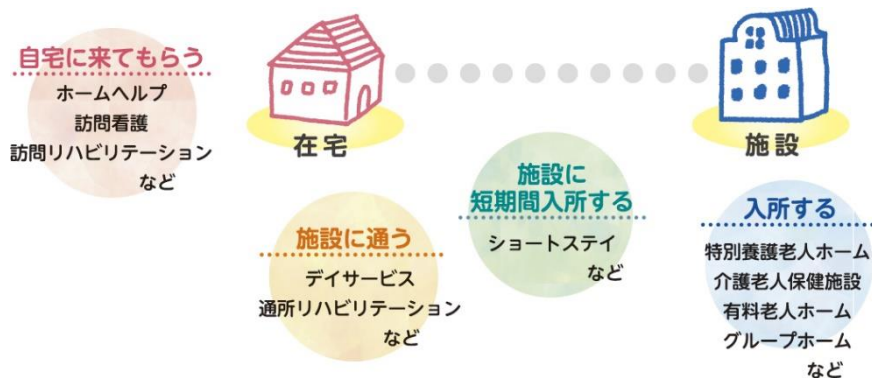 自宅に来てもらう
ホームヘルプ
訪問看護
訪問リハビリテーション
など
在宅
施設に通う
デイサービス
通所リハビリテーション
など
施設に
短期間入所する
ショートステイ
など
施設
入所する
特別養護老人ホーム
介護老人保健施設
有料老人ホーム
グループホーム
など